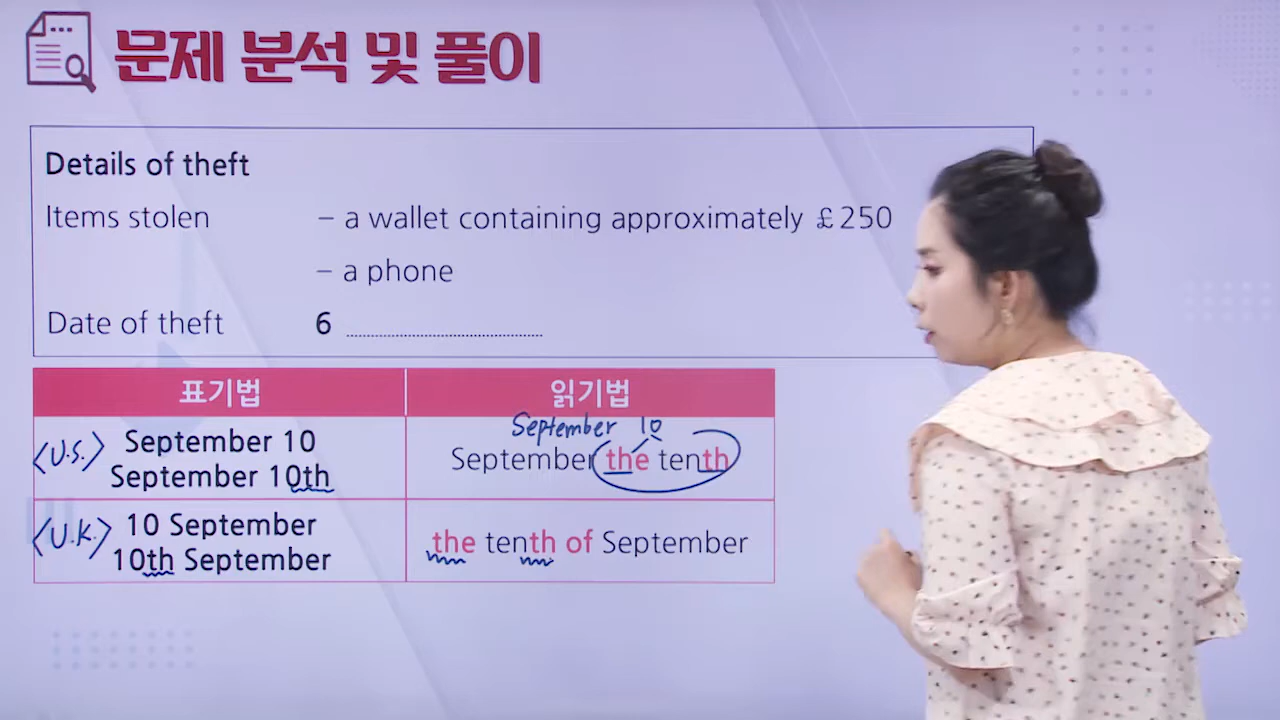 문제 분석 및 풀이
Details of theft
Items stolen – a wallet containing approximately £250
– a phone
Date of theft 6 ........................................
표기법 읽기법
<U.S.> September 10
September 10th
September 10
September the tenth
<U.K.> 10 September
10th September
the tenth of September